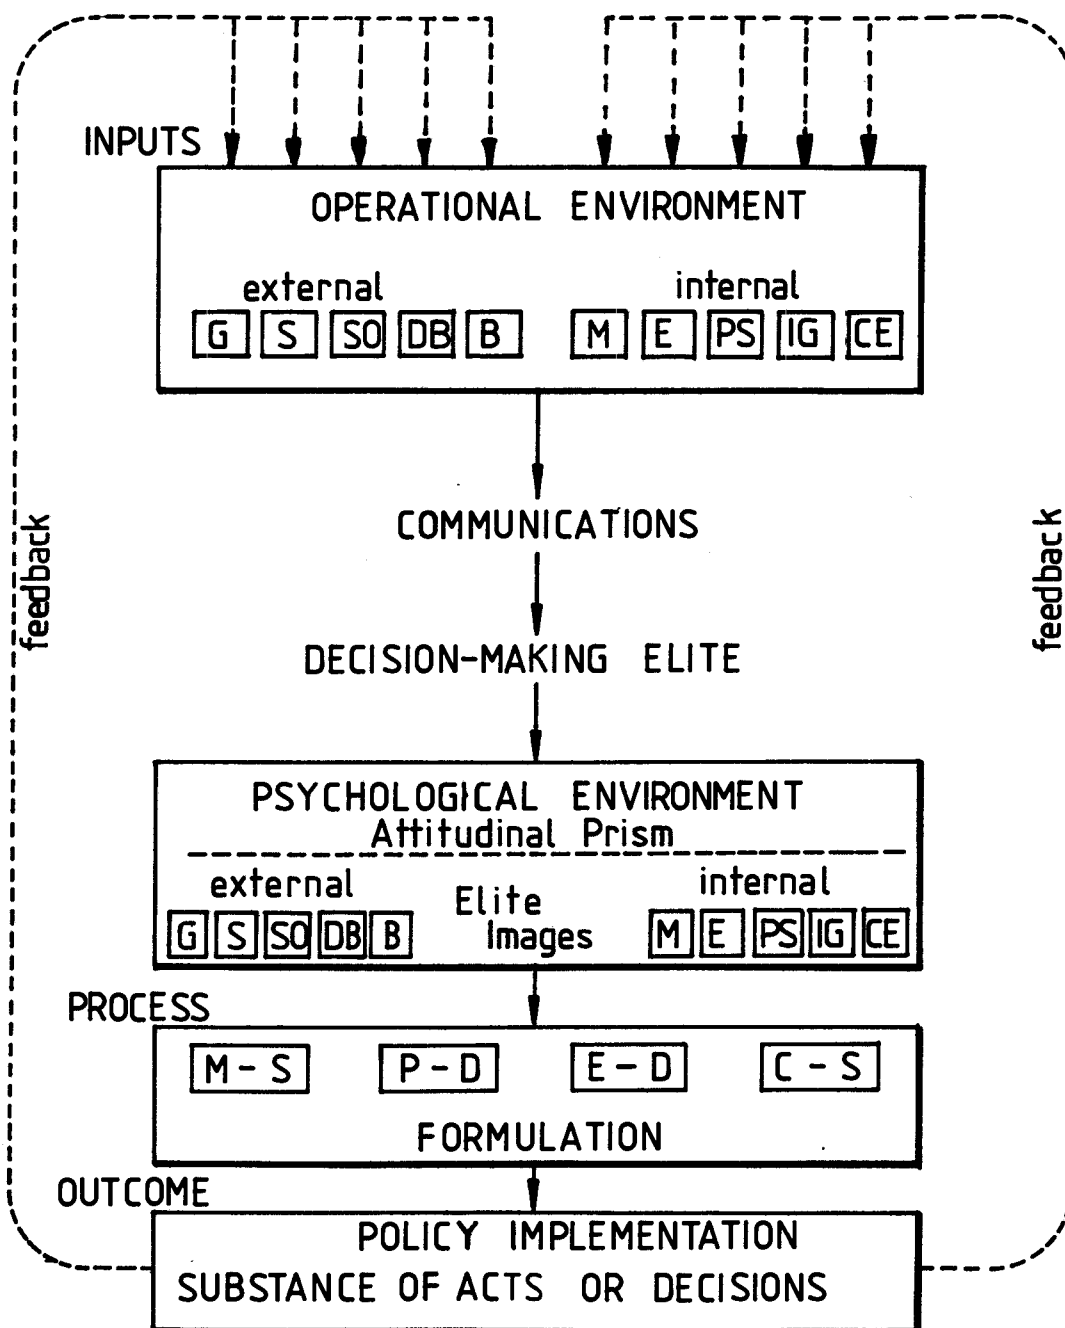 INPUTS
OPERATIONAL ENVIRONMENT
external internal
G S SO DB B M E PS IG CE
COMMUNICATIONS
feedback
feedback
DECISION-MAKING ELITE
PSYCHOLOGICAL ENVIRONMENT
Attitudinal Prism
external internal
Elite
Images
G S SO DB B M E PS IG CE
PROCESS
M - S P - D E - D C - S
FORMULATION
OUTCOME
POLICY IMPLEMENTATION
SUBSTANCE OF ACTS OR DECISIONS